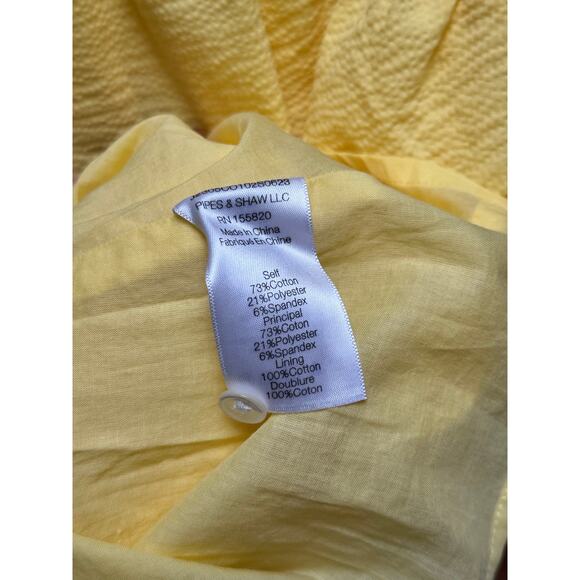 PIPES & SHAW LLC
RN 155820
Made In China
Fabriqué En Chine
Self
73%Cotton
21%Polyester
6%Spandex
Principal
73%Coton
21%Polyester
6%Spandex
Lining
100%Cotton
Doublure
100%Coton